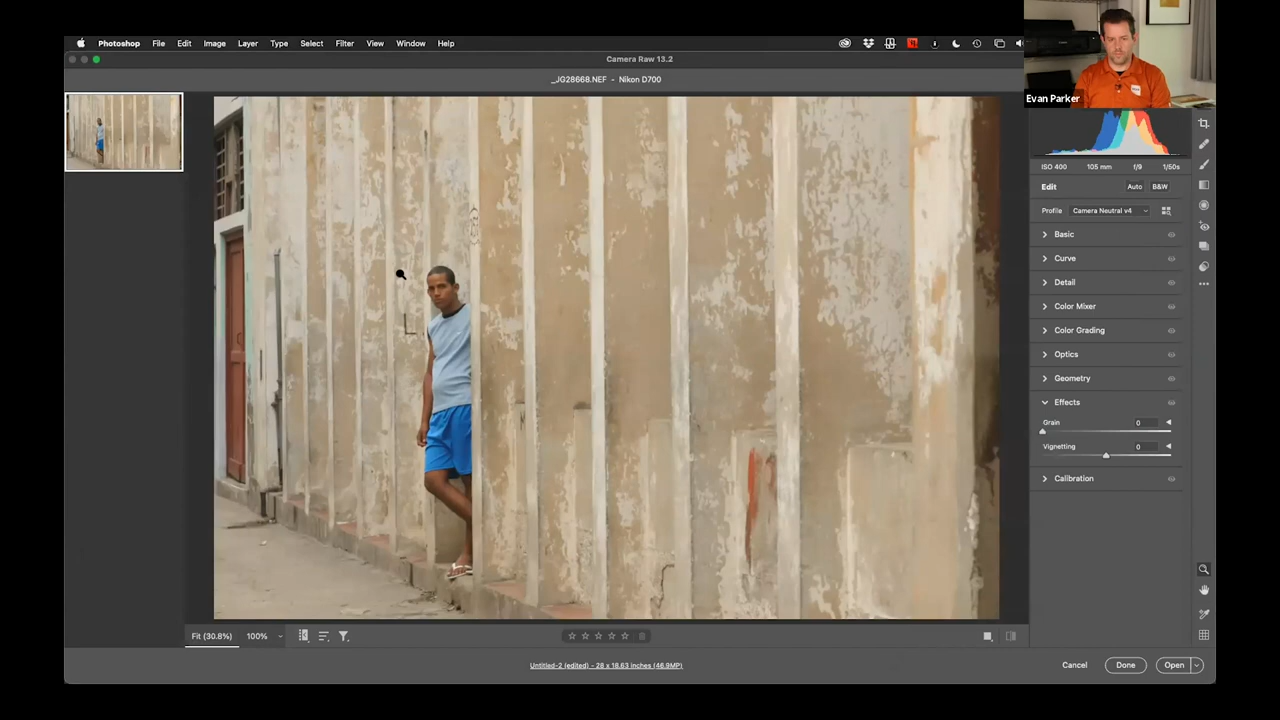 Photoshop File Edit Image Layer Type Select Filter View Window Help
Camera Raw 13.2
_JG28668.NEF - Nikon D700
Evan Parker
ISO 400 105 mm f/9 1/50s
Edit Auto B&W
Profile Camera Neutral v4
Basic
Curve
Detail
Color Mixer
Color Grading
Optics
Geometry
Effects
Grain 0
Vignetting 0
Calibration
Fit (30.8%) 100%
Untitled-2 (edited) - 28 x 18.63 inches (46.9MP)
Cancel Done Open